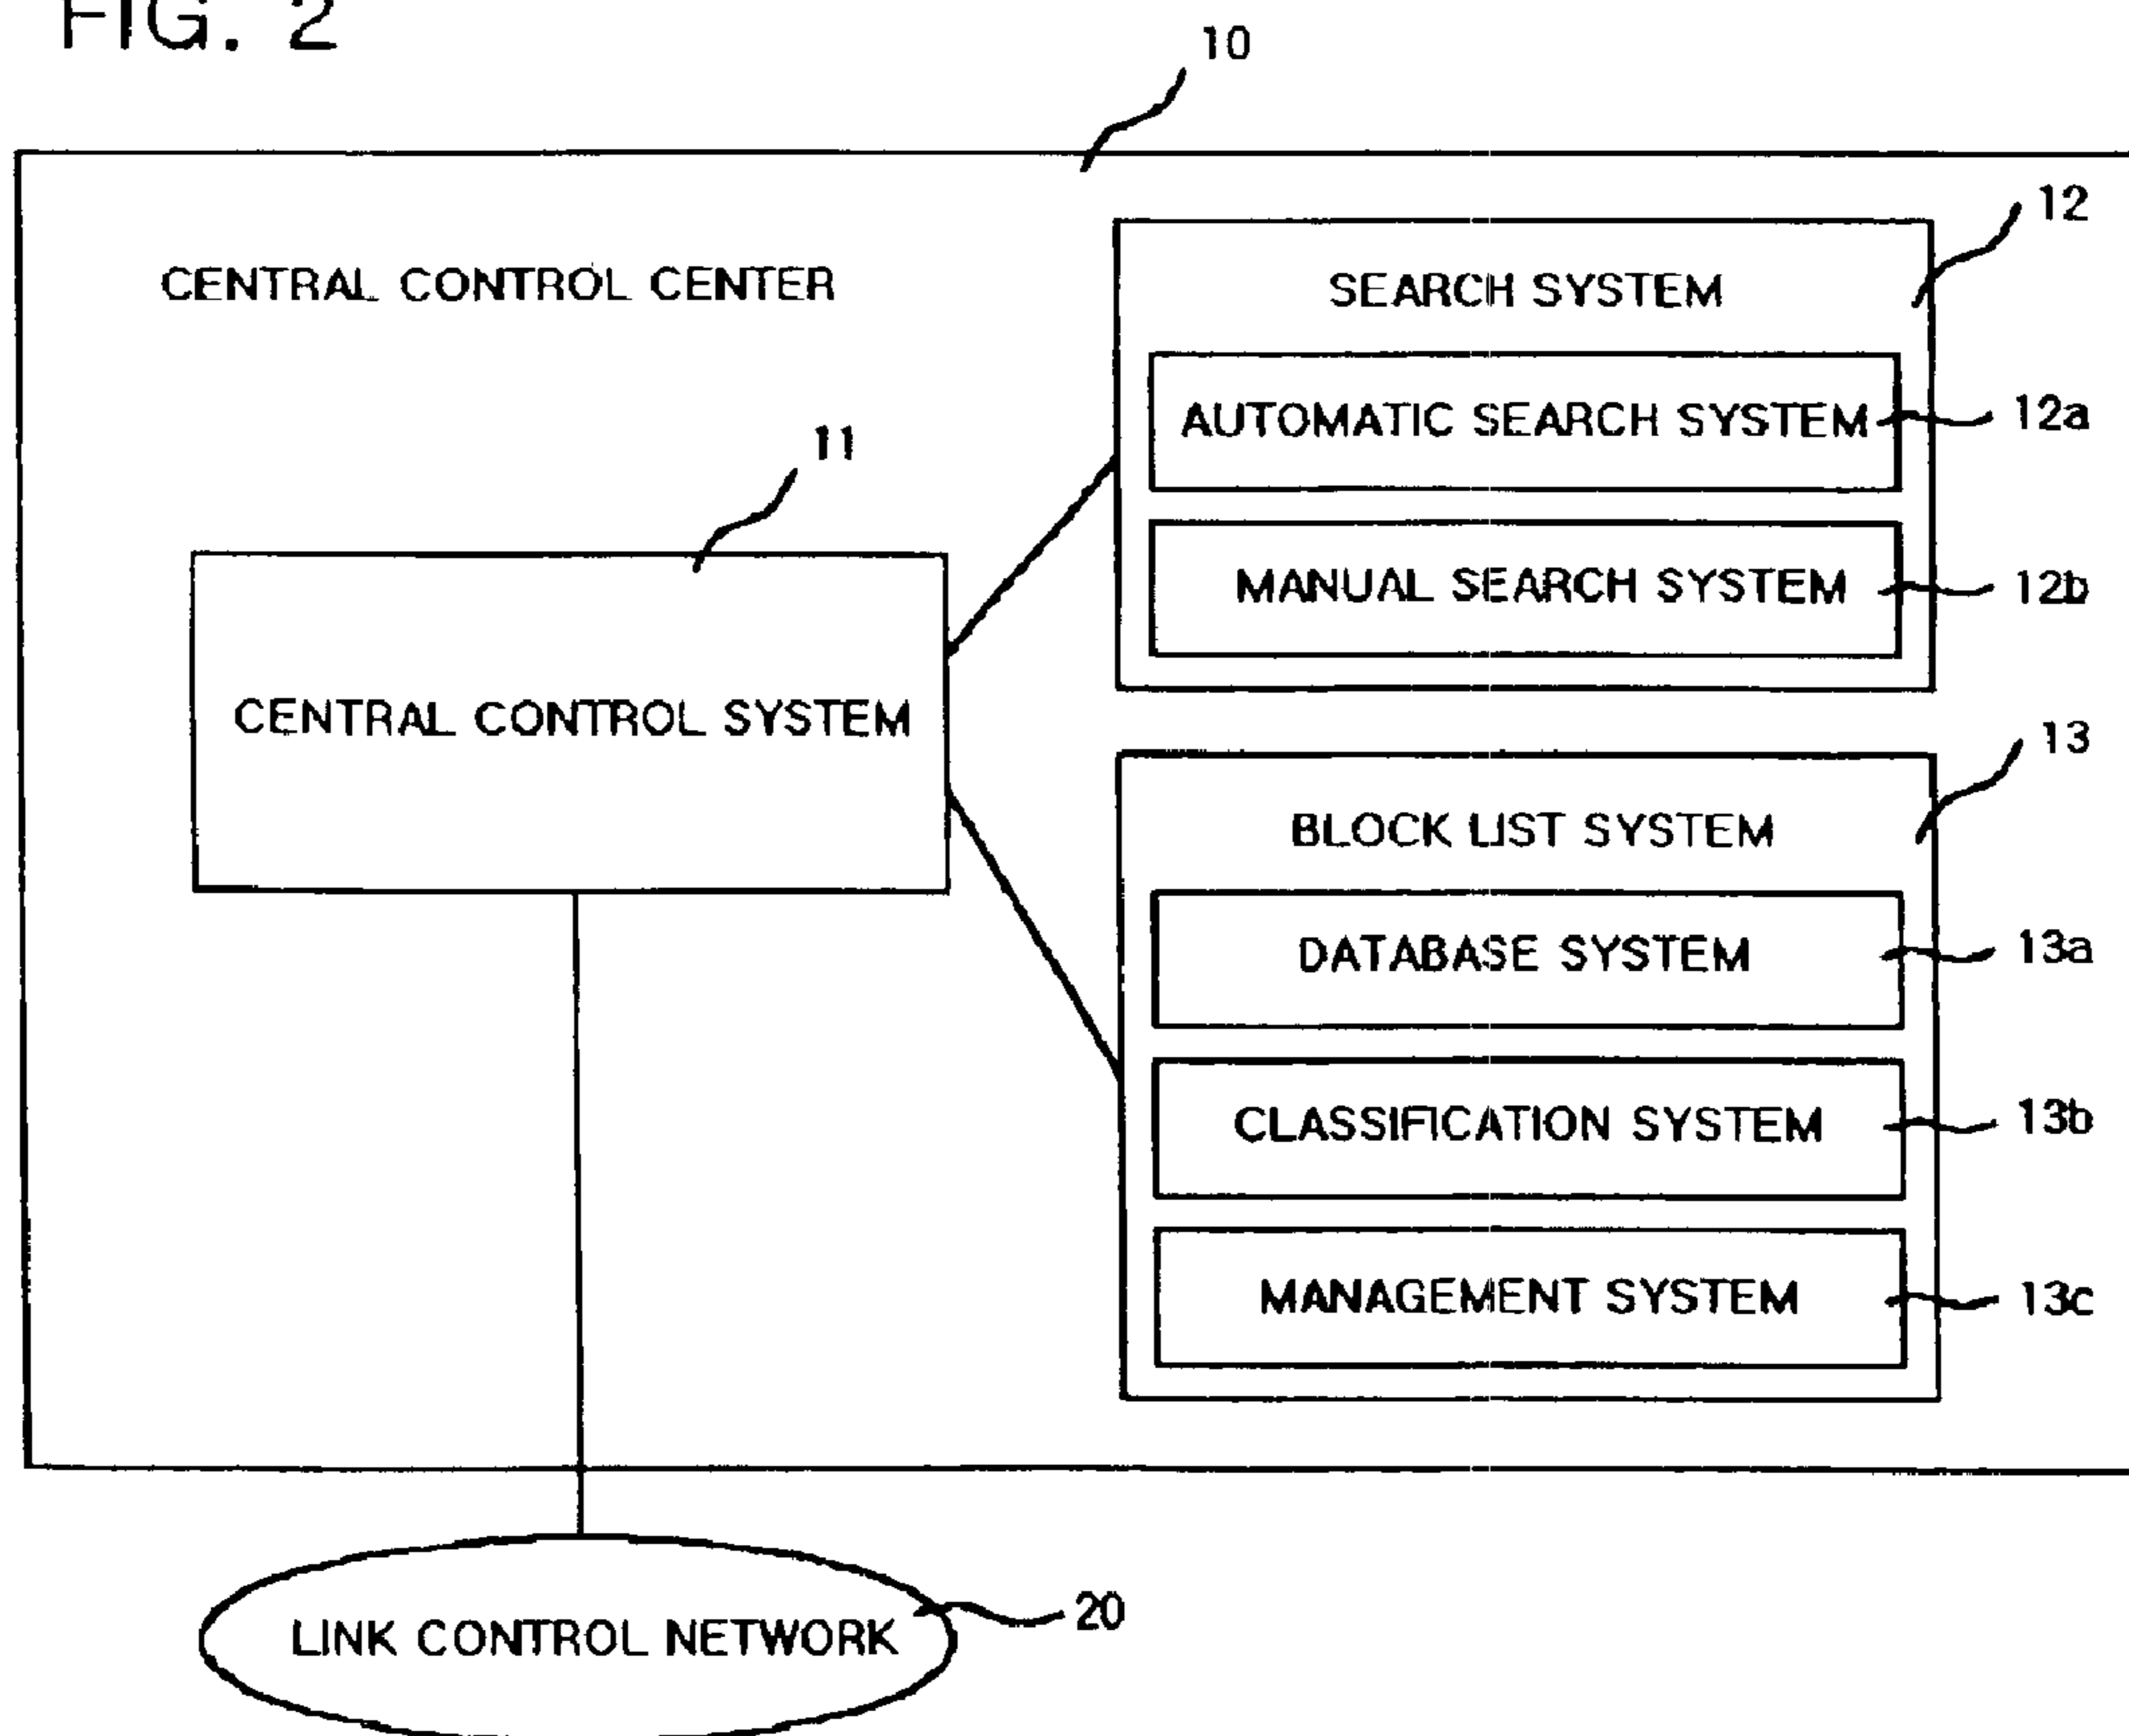 FIG. 2
10
12
CENTRAL CONTROL CENTER
SEARCH SYSTEM
AUTOMATIC SEARCH SYSTEM
12a
11
MANUAL SEARCH SYSTEM
12b
CENTRAL CONTROL SYSTEM
13
BLOCK LIST SYSTEM
DATABASE SYSTEM
13a
CLASSIFICATION SYSTEM
13b
MANAGEMENT SYSTEM
13c
20
LINK CONTROL NETWORK